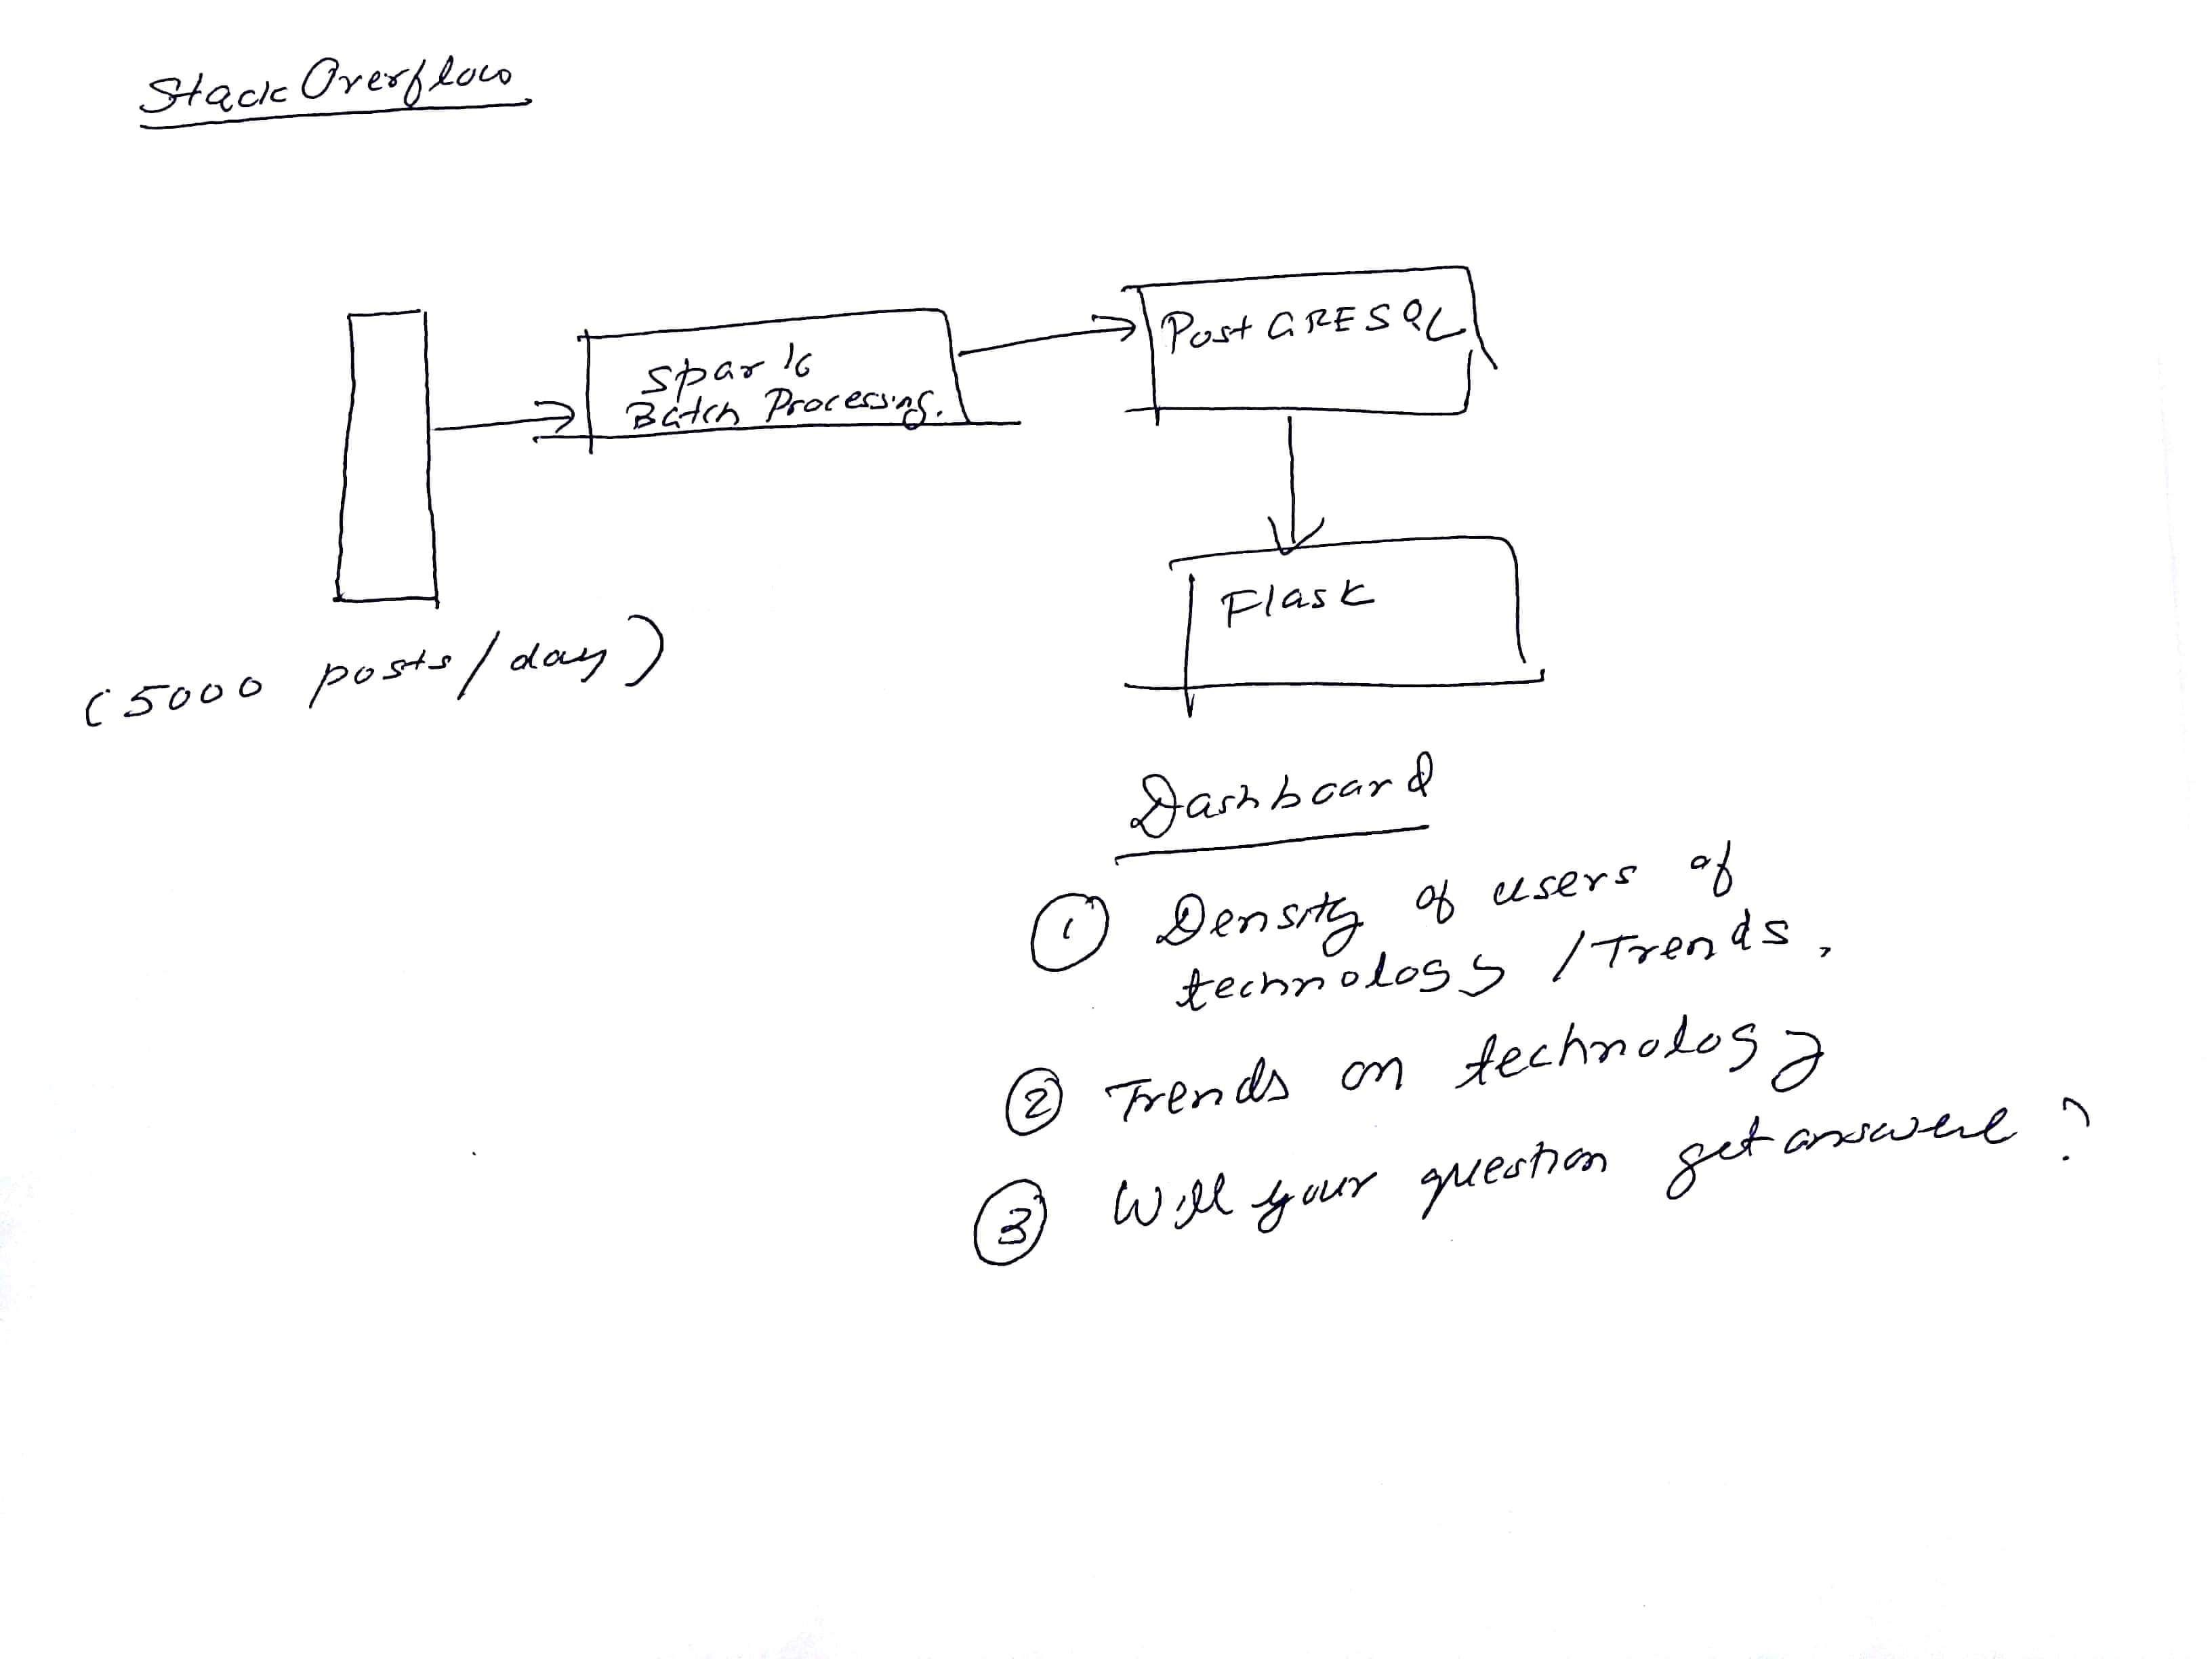 Stack Overflow
Spark
Batch Processing.
PostGRESQL
Flask
(5000 posts/day)
Dashboard
① Density of users of
technology / Trends,
② Trends on technology
③ Will your question get answere ?